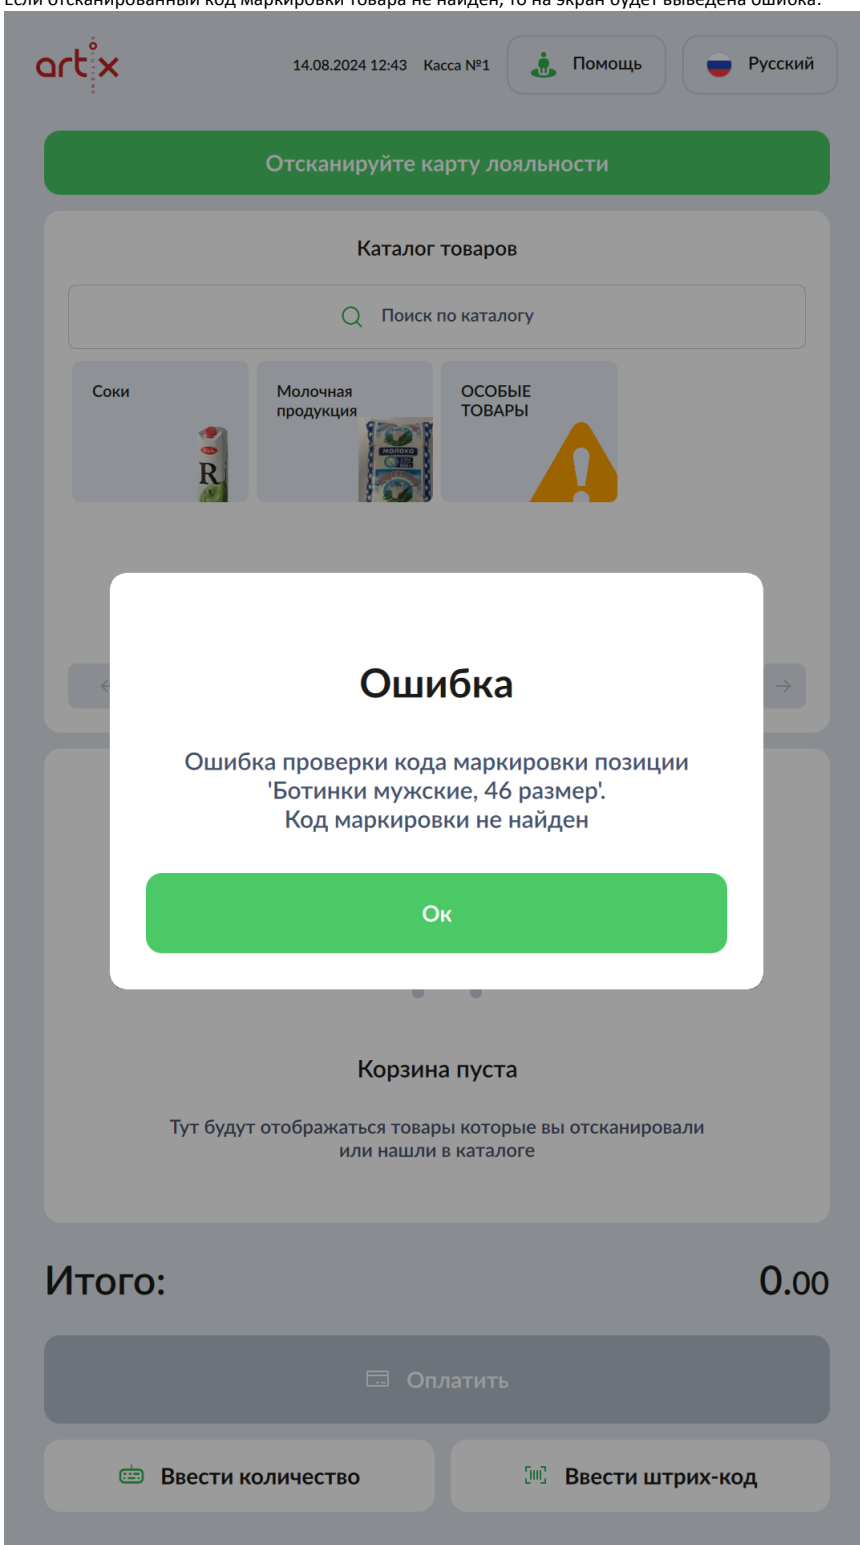 Если отсканированный код маркировки товара не найден, то на экран будет выведена ошибка:
artix
14.08.2024 12:43 Касса №1 Помощь Русский
Отсканируйте карту лояльности
Каталог товаров
Поиск по каталогу
Соки
Молочная
продукция
ОСОБЫЕ
ТОВАРЫ
R
МОЛОКО
Ошибка
Ошибка проверки кода маркировки позиции
'Ботинки мужские, 46 размер'.
Код маркировки не найден
Ок
Корзина пуста
Тут будут отображаться товары которые вы отсканировали
или нашли в каталоге
Итого: 0.00
Оплатить
Ввести количество Ввести штрих-код